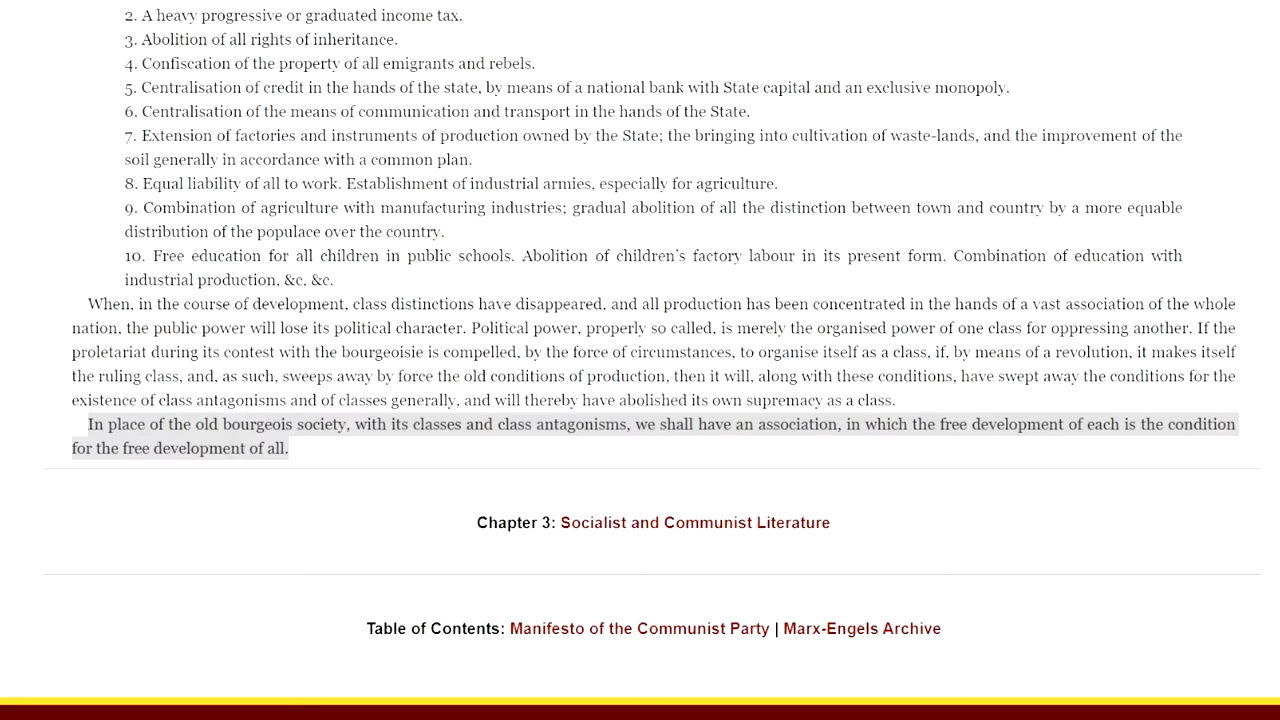 2. A heavy progressive or graduated income tax.
3. Abolition of all rights of inheritance.
4. Confiscation of the property of all emigrants and rebels.
5. Centralisation of credit in the hands of the state, by means of a national bank with State capital and an exclusive monopoly.
6. Centralisation of the means of communication and transport in the hands of the State.
7. Extension of factories and instruments of production owned by the State; the bringing into cultivation of waste-lands, and the improvement of the
soil generally in accordance with a common plan.
8. Equal liability of all to work. Establishment of industrial armies, especially for agriculture.
9. Combination of agriculture with manufacturing industries; gradual abolition of all the distinction between town and country by a more equable
distribution of the populace over the country.
10. Free education for all children in public schools. Abolition of children’s factory labour in its present form. Combination of education with
industrial production, &c, &c.
When, in the course of development, class distinctions have disappeared, and all production has been concentrated in the hands of a vast association of the whole
nation, the public power will lose its political character. Political power, properly so called, is merely the organised power of one class for oppressing another. If the
proletariat during its contest with the bourgeoisie is compelled, by the force of circumstances, to organise itself as a class, if, by means of a revolution, it makes itself
the ruling class, and, as such, sweeps away by force the old conditions of production, then it will, along with these conditions, have swept away the conditions for the
existence of class antagonisms and of classes generally, and will thereby have abolished its own supremacy as a class.
In place of the old bourgeois society, with its classes and class antagonisms, we shall have an association, in which the free development of each is the condition
for the free development of all.
Chapter 3: Socialist and Communist Literature
Table of Contents: Manifesto of the Communist Party | Marx-Engels Archive